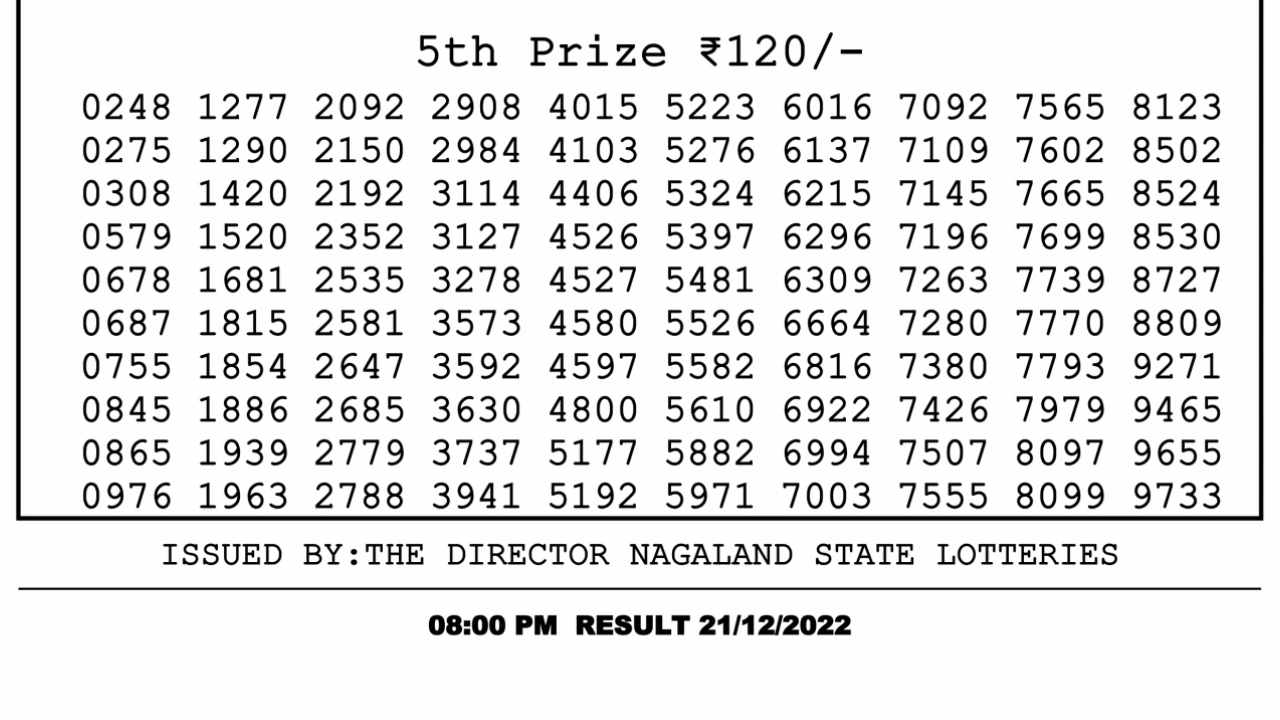 5th Prize ₹120/-
0248 1277 2092 2908 4015 5223 6016 7092 7565 8123
0275 1290 2150 2984 4103 5276 6137 7109 7602 8502
0308 1420 2192 3114 4406 5324 6215 7145 7665 8524
0579 1520 2352 3127 4526 5397 6296 7196 7699 8530
0678 1681 2535 3278 4527 5481 6309 7263 7739 8727
0687 1815 2581 3573 4580 5526 6664 7280 7770 8809
0755 1854 2647 3592 4597 5582 6816 7380 7793 9271
0845 1886 2685 3630 4800 5610 6922 7426 7979 9465
0865 1939 2779 3737 5177 5882 6994 7507 8097 9655
0976 1963 2788 3941 5192 5971 7003 7555 8099 9733
ISSUED BY:THE DIRECTOR NAGALAND STATE LOTTERIES
08:00 PM RESULT 21/12/2022